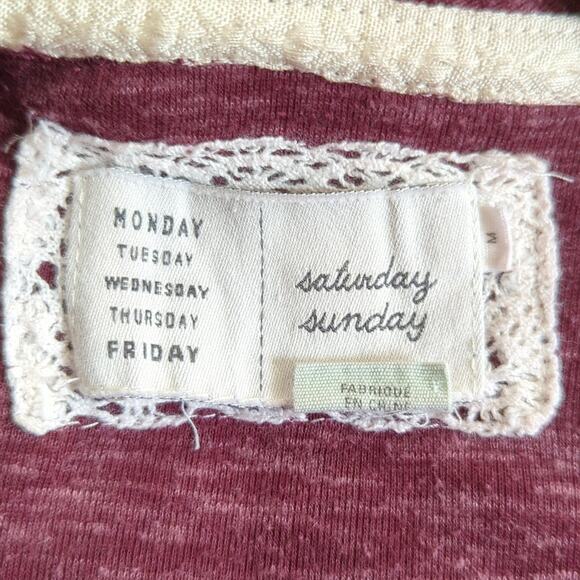 MONDAY
TUESDAY
WEDNESDAY
THURSDAY
FRIDAY
saturday
sunday
M
FABRIQUÉ
EN CHINE